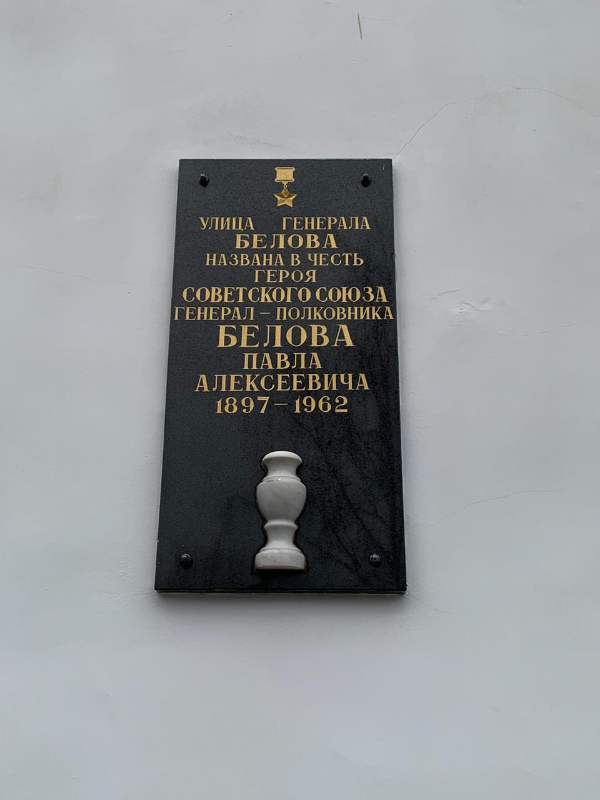 УЛИЦА ГЕНЕРАЛА
БЕЛОВА
НАЗВАНА В ЧЕСТЬ
ГЕРОЯ
СОВЕТСКОГО СОЮЗА
ГЕНЕРАЛ – ПОЛКОВНИКА
БЕЛОВА
ПАВЛА
АЛЕКСЕЕВИЧА
1897 – 1962